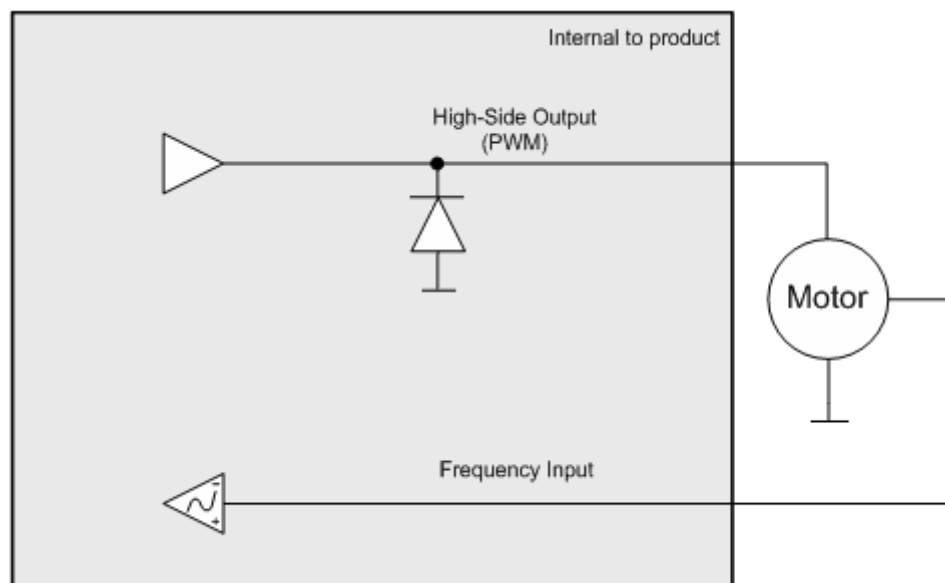 Internal to product
High-Side Output
(PWM)
Motor
Frequency Input
-
+